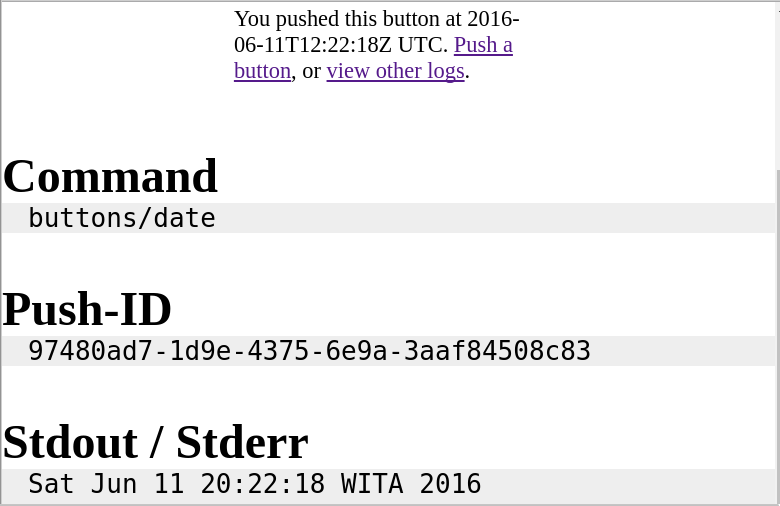 You pushed this button at 2016-
06-11T12:22:18Z UTC. Push a
button, or view other logs.
Command
buttons/date
Push-ID
97480ad7-1d9e-4375-6e9a-3aaf84508c83
Stdout / Stderr
Sat Jun 11 20:22:18 WITA 2016